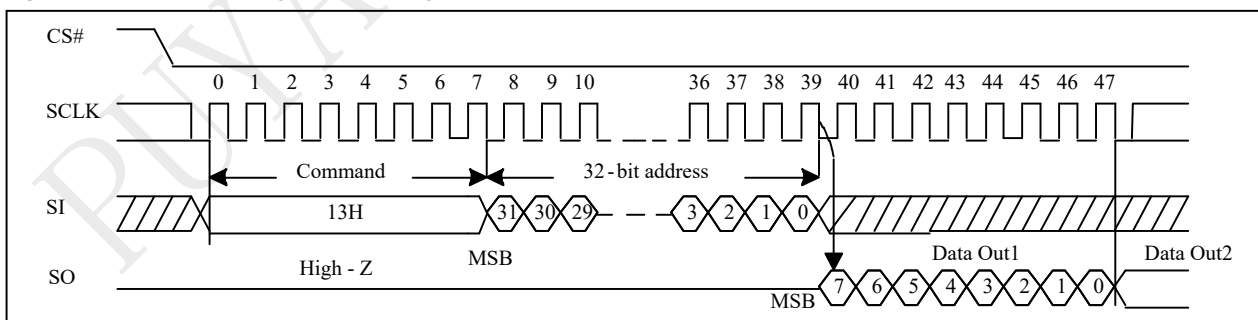 CS#
0 1 2 3 4 5 6 7 8 9 10 36 37 38 39 40 41 42 43 44 45 46 47
SCLK
Command 32-bit address
SI 13H 31 30 29 3 2 1 0
MSB Data Out1 Data Out2
High - Z
SO MSB 7 6 5 4 3 2 1 0
PUYA